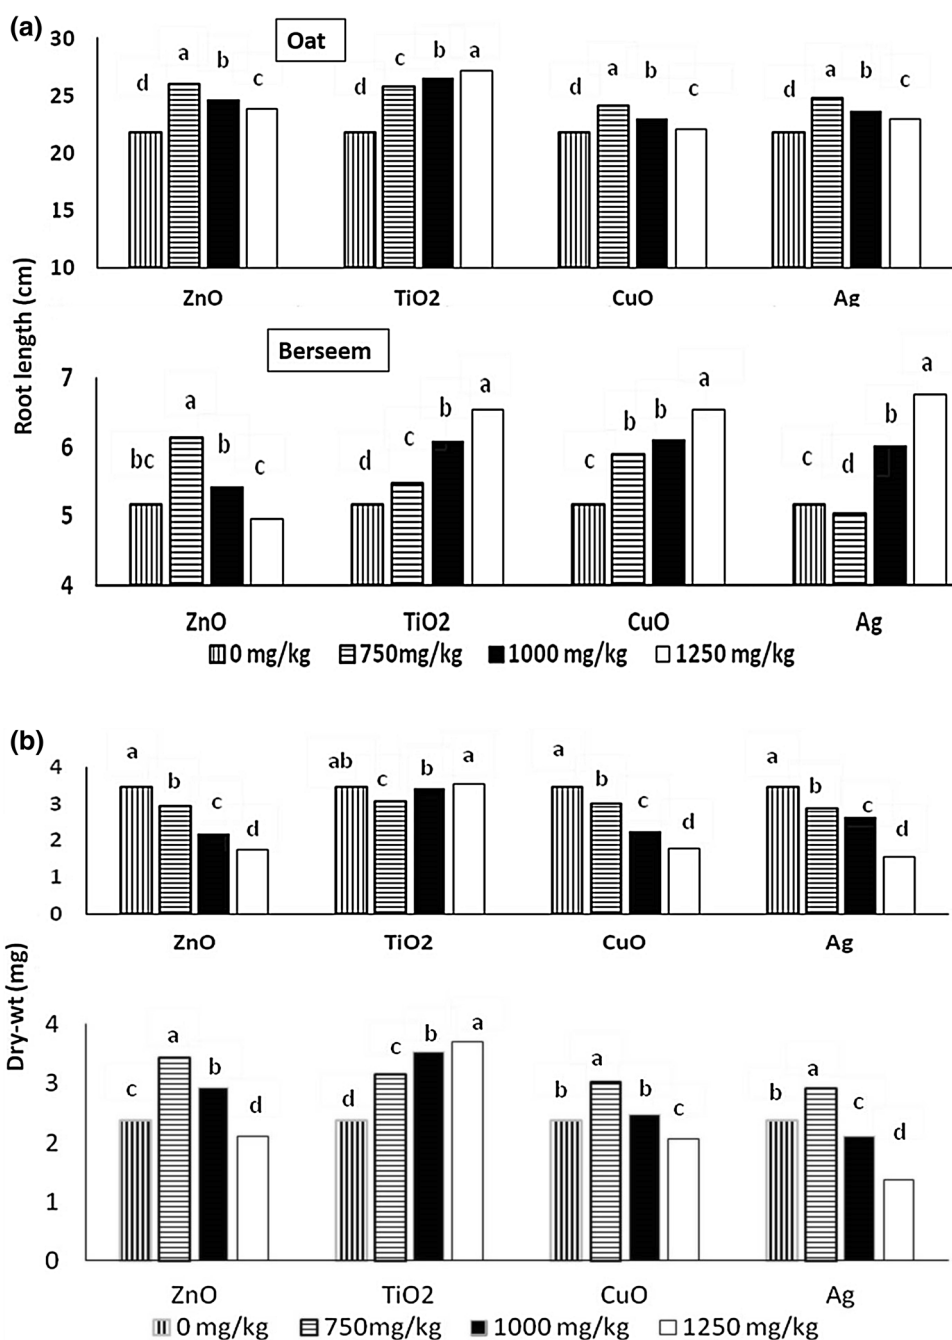 (a)
Oat
30
25
20
15
10
d a b c
d c b a
d a b c
d a b c
ZnO TiO2 CuO Ag
Root length (cm)
Berseem
7
6
5
4
bc a b c
d c b a
c b b a
c d b a
ZnO TiO2 CuO Ag
0 mg/kg 750mg/kg 1000 mg/kg 1250 mg/kg
(b)
4
3
2
1
0
a b c d
ab c b a
a b c d
a b c d
ZnO TiO2 CuO Ag
Dry-wt (mg)
4
3
2
1
0
c a b d
d c b a
b a b c
b a c d
ZnO TiO2 CuO Ag
0 mg/kg 750mg/kg 1000 mg/kg 1250 mg/kg